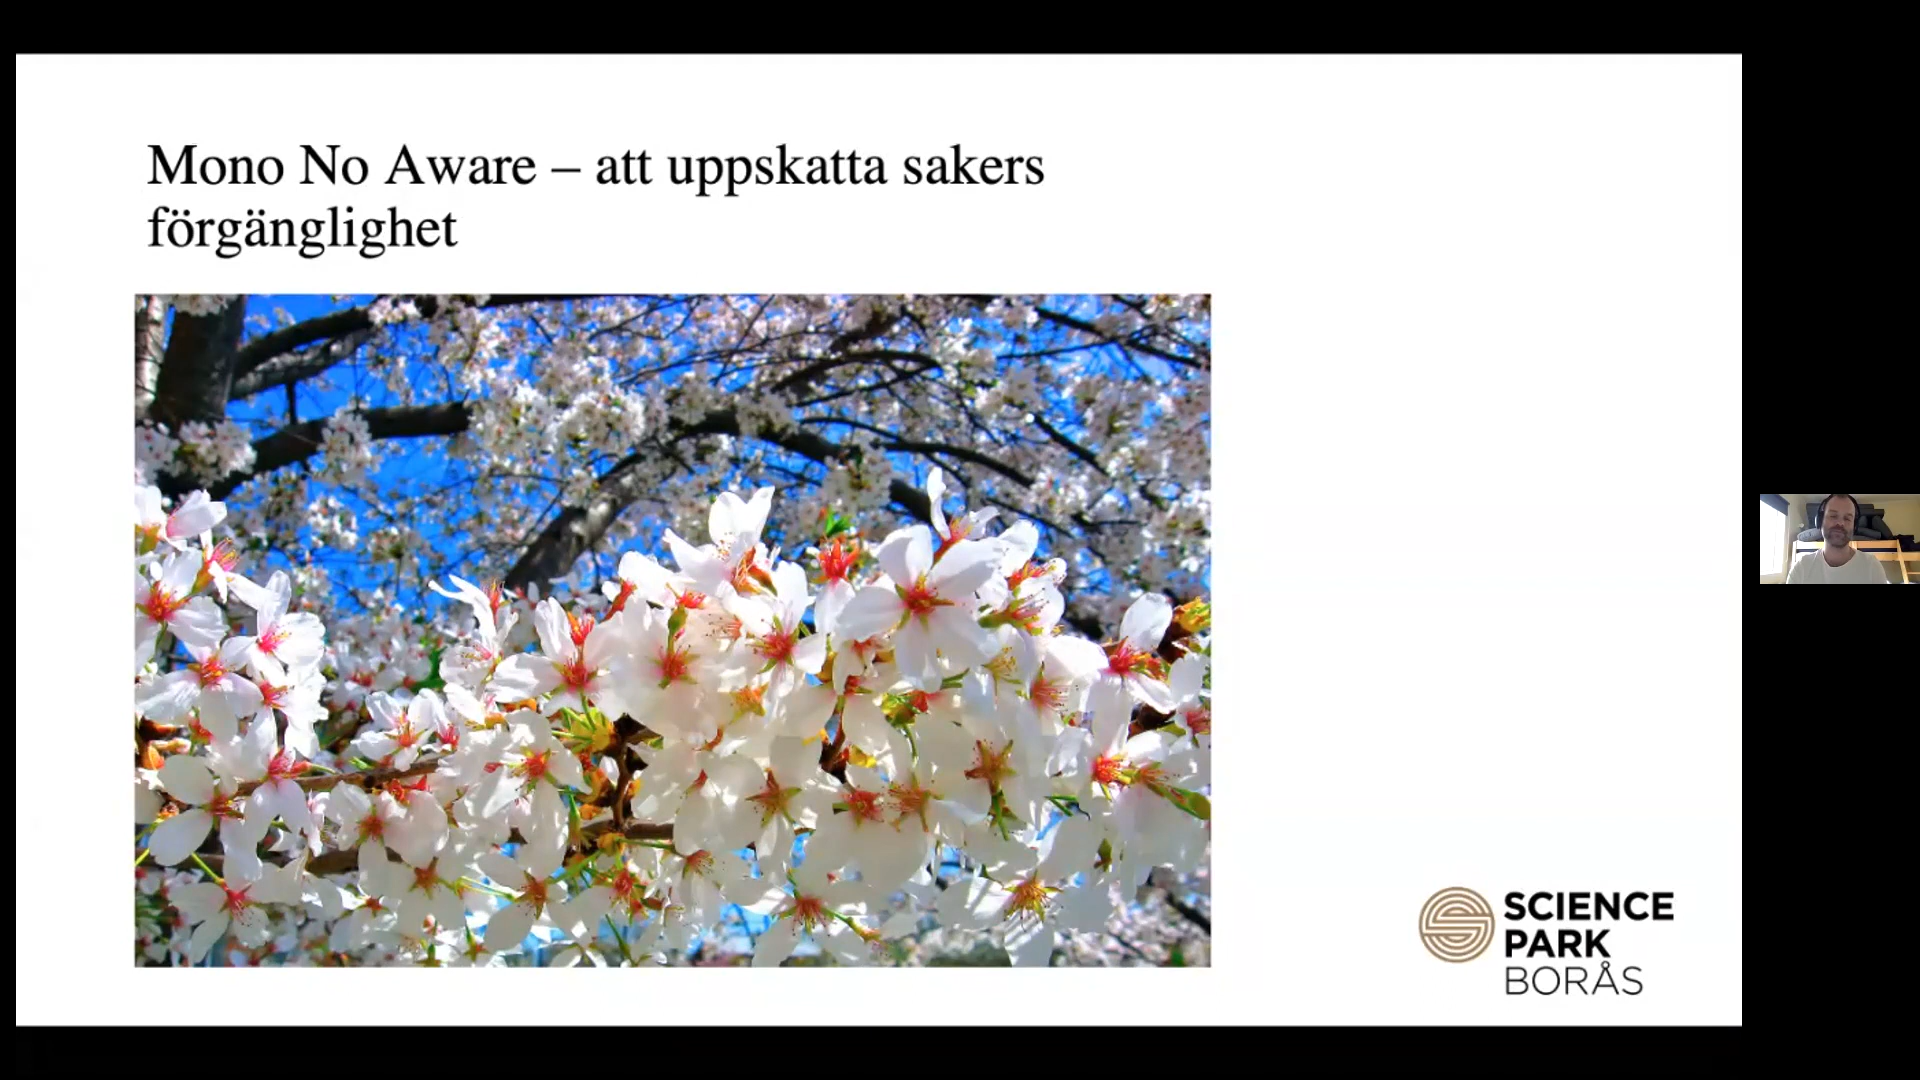 Mono No Aware – att uppskatta sakers
förgänglighet
SCIENCE
PARK
BORÅS